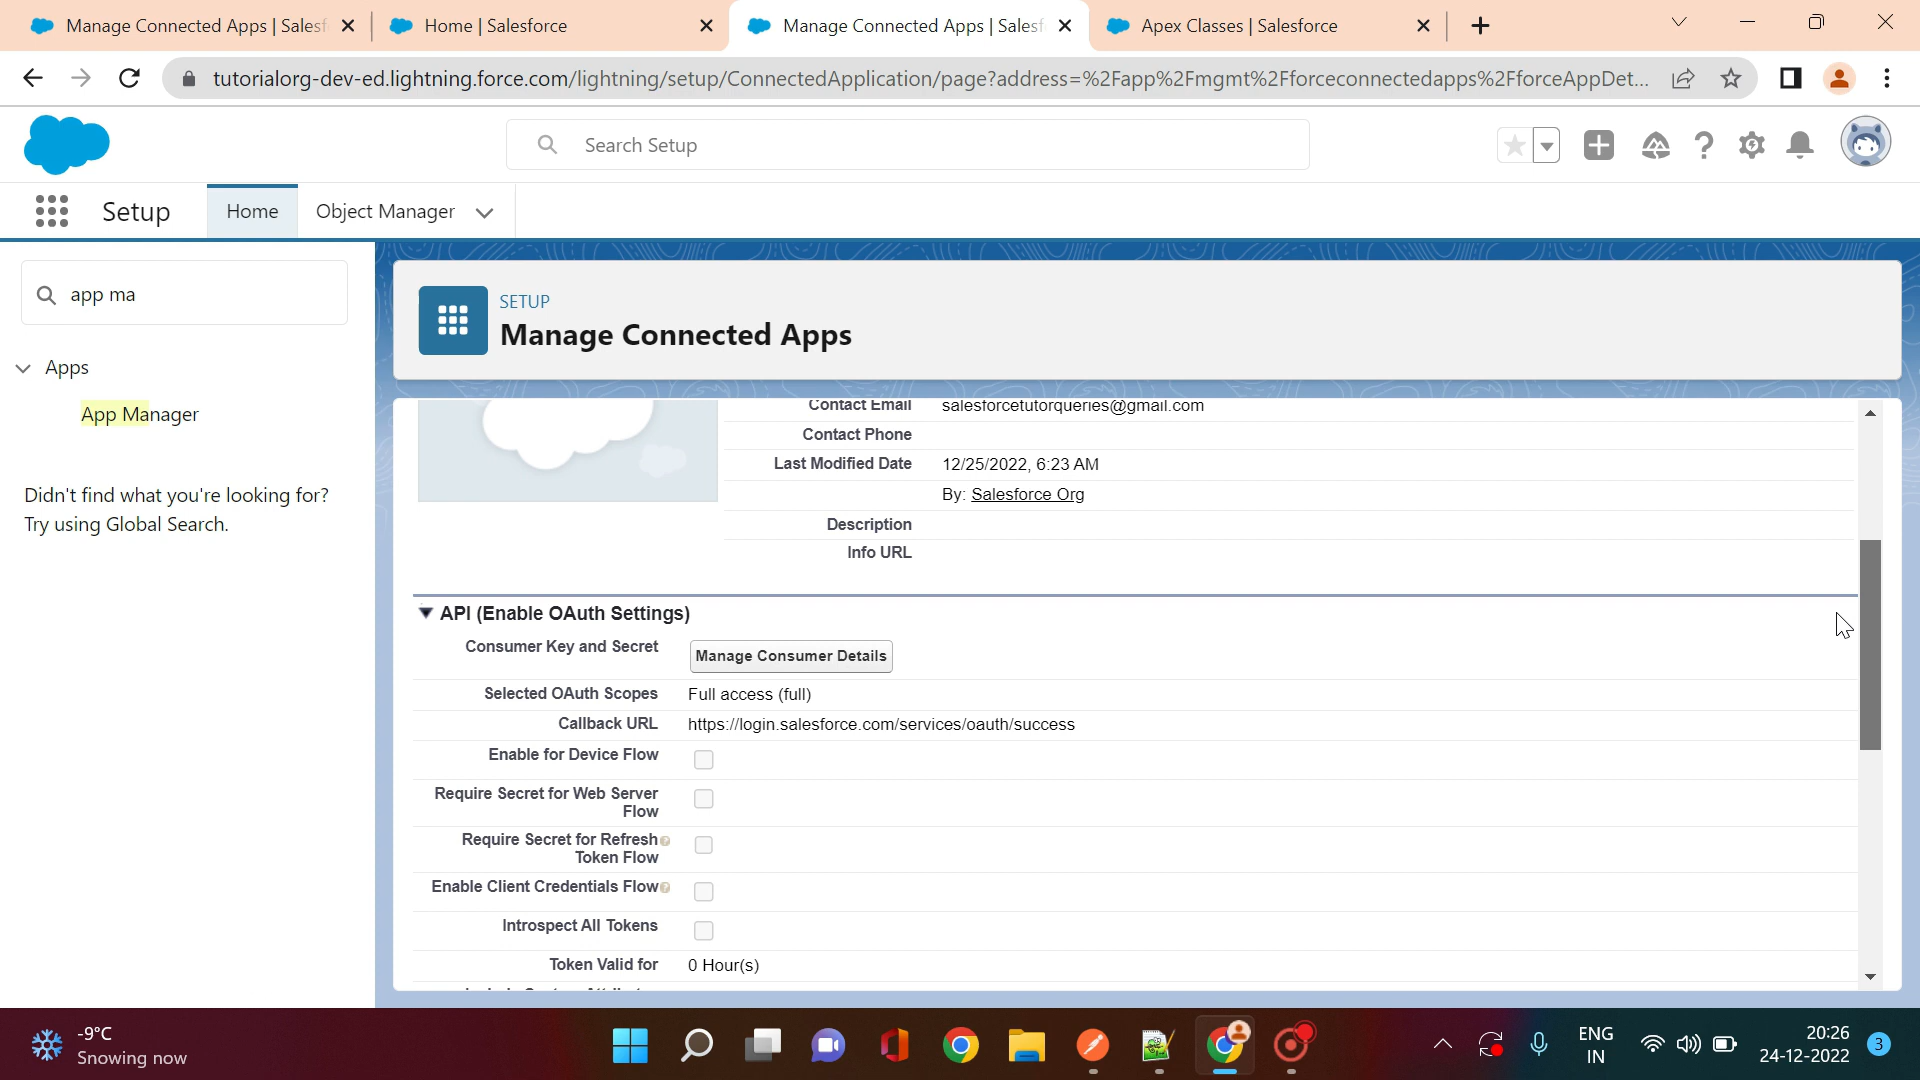 Manage Connected Apps | Salesf
Home | Salesforce
Manage Connected Apps | Salesf
Apex Classes | Salesforce
tutorialorg-dev-ed.lightning.force.com/lightning/setup/ConnectedApplication/page?address=%2Fapp%2Fmgmt%2Fforceconnectedapps%2FforceAppDet...
Search Setup
Setup
Home
Object Manager
app ma
Apps
App Manager
Didn't find what you're looking for?
Try using Global Search.
SETUP
Manage Connected Apps
Contact Email salesforcetutorqueries@gmail.com
Contact Phone
Last Modified Date 12/25/2022, 6:23 AM
By: Salesforce Org
Description
Info URL
API (Enable OAuth Settings)
Consumer Key and Secret Manage Consumer Details
Selected OAuth Scopes Full access (full)
Callback URL https://login.salesforce.com/services/oauth/success
Enable for Device Flow
Require Secret for Web Server
Flow
Require Secret for Refresh
Token Flow
Enable Client Credentials Flow
Introspect All Tokens
Token Valid for 0 Hour(s)
-9°C
Snowing now
ENG
IN
20:26
24-12-2022
3